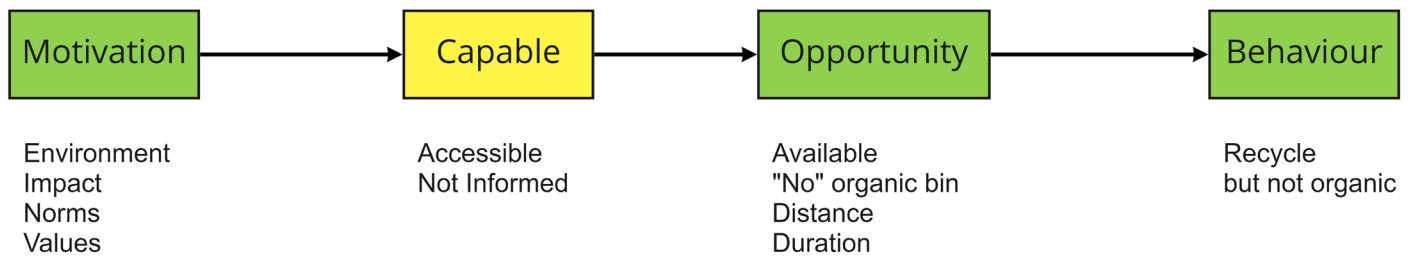 Motivation
Capable
Opportunity
Behaviour
Environment
Impact
Norms
Values
Accessible
Not Informed
Available
"No" organic bin
Distance
Duration
Recycle
but not organic